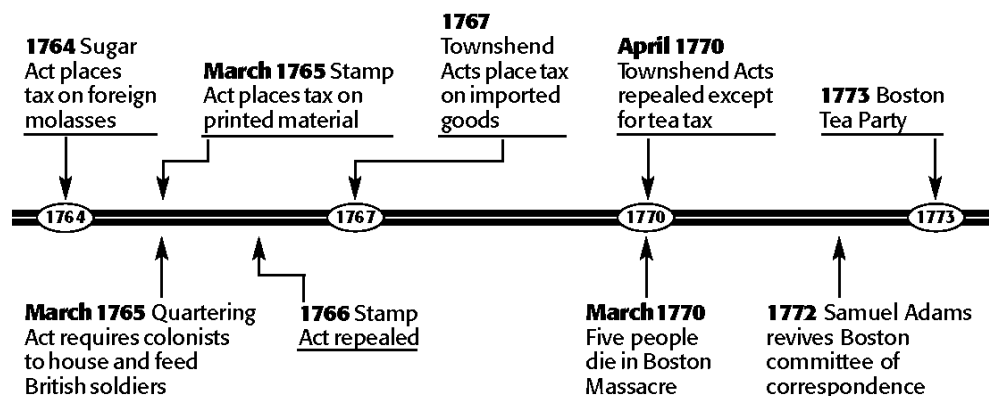 1764 Sugar
Act places
tax on foreign
molasses
March 1765 Stamp
Act places tax on
printed material
1767
Townshend
Acts place tax
on imported
goods
April 1770
Townshend Acts
repealed except
for tea tax
1773 Boston
Tea Party
1764
1767
1770
1773
March 1765 Quartering
Act requires colonists
to house and feed
British soldiers
1766 Stamp
Act repealed
March 1770
Five people
die in Boston
Massacre
1772 Samuel Adams
revives Boston
committee of
correspondence